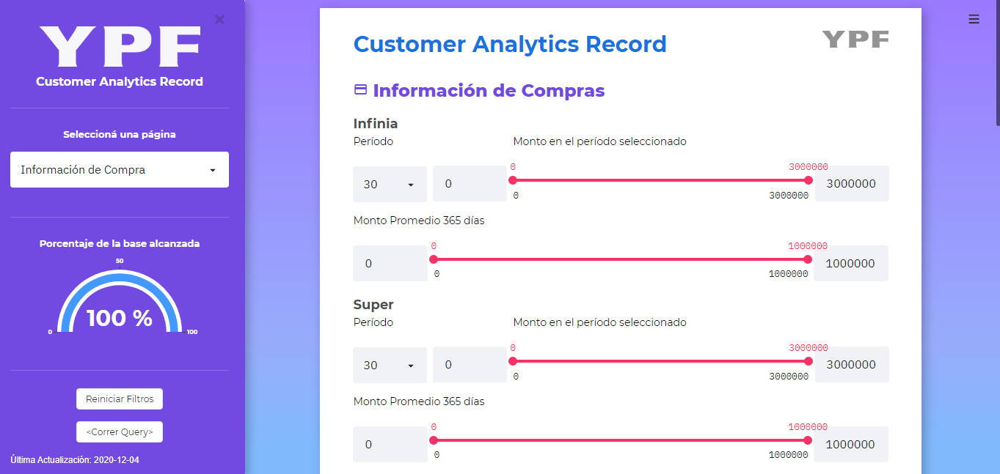 YPF
Customer Analytics Record
Seleccioná una página
Información de Compra
Porcentaje de la base alcanzada
50
100 %
0
100
Reiniciar Filtros
<Correr Query>
Última Actualización: 2020-12-04
Customer Analytics Record
YPF
Información de Compras
Infinia
Período Monto en el período seleccionado
0 3000000
30 0 3000000
0 3000000
Monto Promedio 365 días
0 1000000
0 1000000
0 1000000
Super
Período Monto en el período seleccionado
0 3000000
30 0 3000000
0 3000000
Monto Promedio 365 días
0 1000000
0 1000000
0 1000000